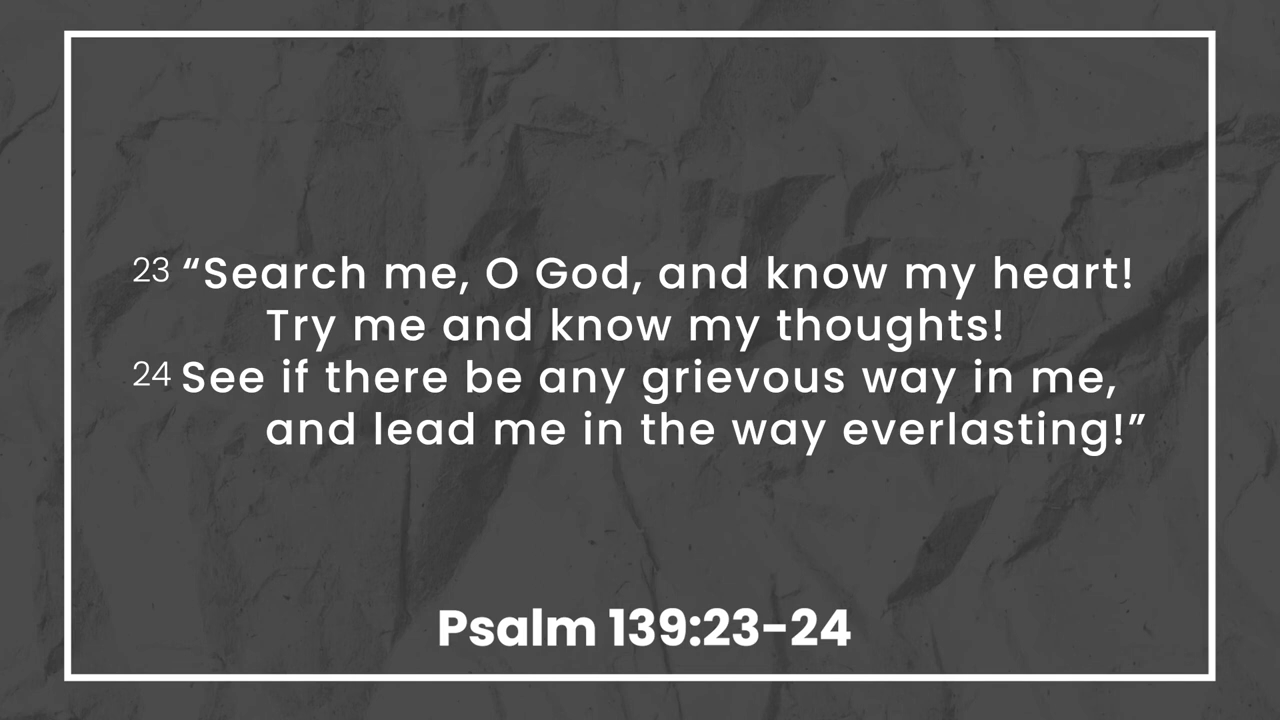 23 “Search me, O God, and know my heart!
Try me and know my thoughts!
24 See if there be any grievous way in me,
and lead me in the way everlasting!”
Psalm 139:23-24